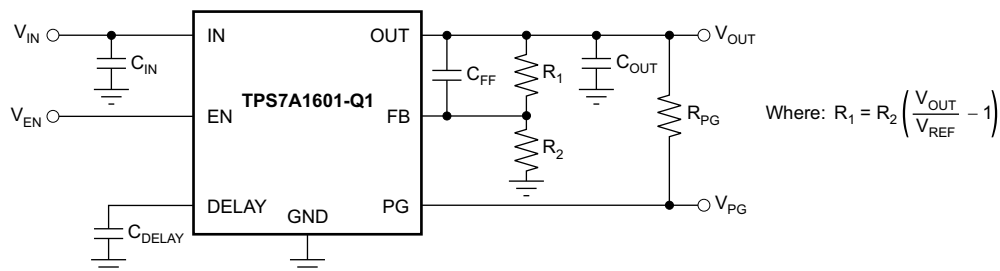 V_IN
IN
OUT
V_OUT
C_IN
C_FF
R_1
C_OUT
TPS7A1601-Q1
V_EN
EN
FB
R_PG
Where: R_1 = R_2 (V_OUT / V_REF − 1)
R_2
DELAY
GND
PG
V_PG
C_DELAY